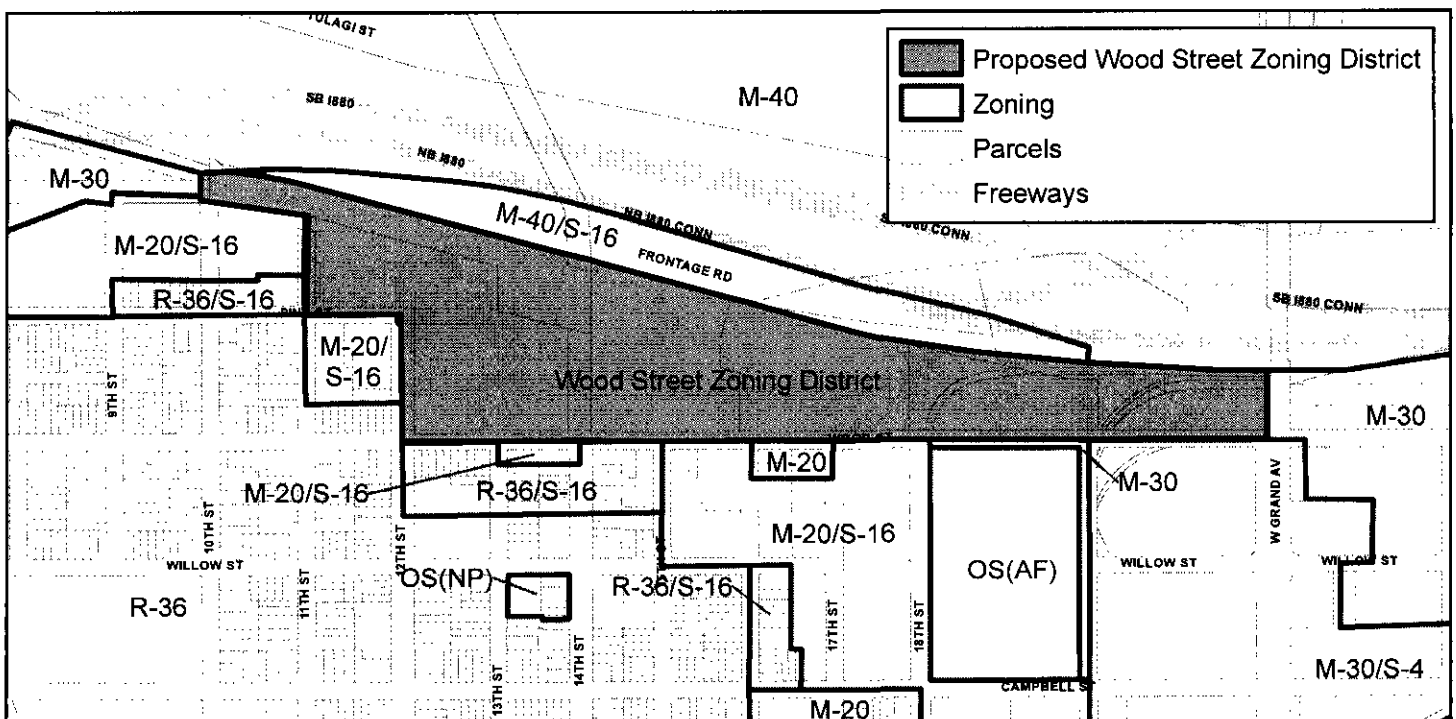 TULAGI ST
Proposed Wood Street Zoning District
Zoning
Parcels
Freeways
M-40
SB I880
NB I880
M-30
M-40/S-16
NB I880 CONN
FRONTAGE RD
M-20/S-16
R-36/S-16
SB I880 CONN
M-20/
S-16
Wood Street Zoning District
9TH ST
M-30
M-20
M-20/S-16
R-36/S-16
M-30
W GRAND AV
M-20/S-16
10TH ST
WILLOW ST
11TH ST
12TH ST
OS(NP)
R-36/S-16
OS(AF)
WILLOW ST
WILLOW ST
R-36
17TH ST
18TH ST
13TH ST
14TH ST
M-30/S-4
CAMPBELL S
M-20